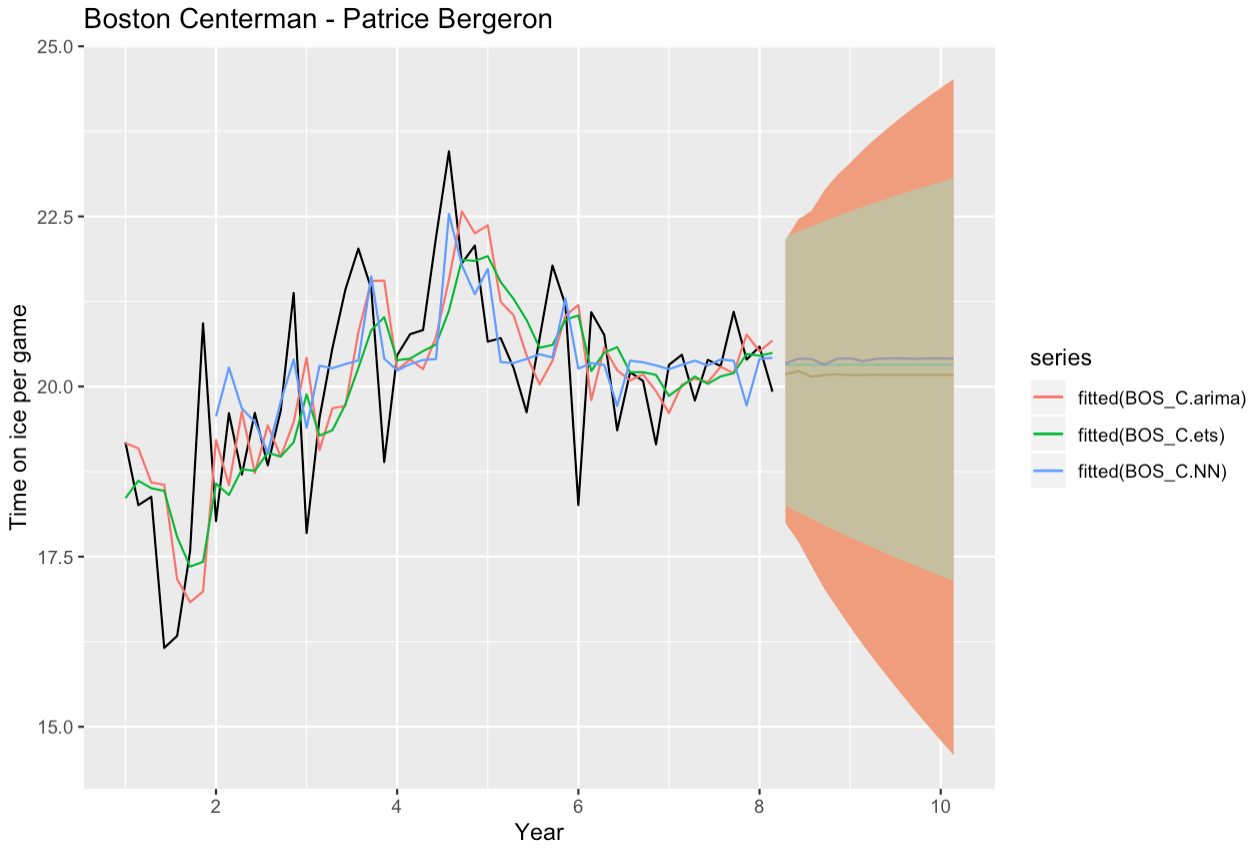 Boston Centerman - Patrice Bergeron
25.0
22.5
20.0
17.5
15.0
Time on ice per game
2
4
6
8
10
Year
series
fitted(BOS_C.arima)
fitted(BOS_C.ets)
fitted(BOS_C.NN)